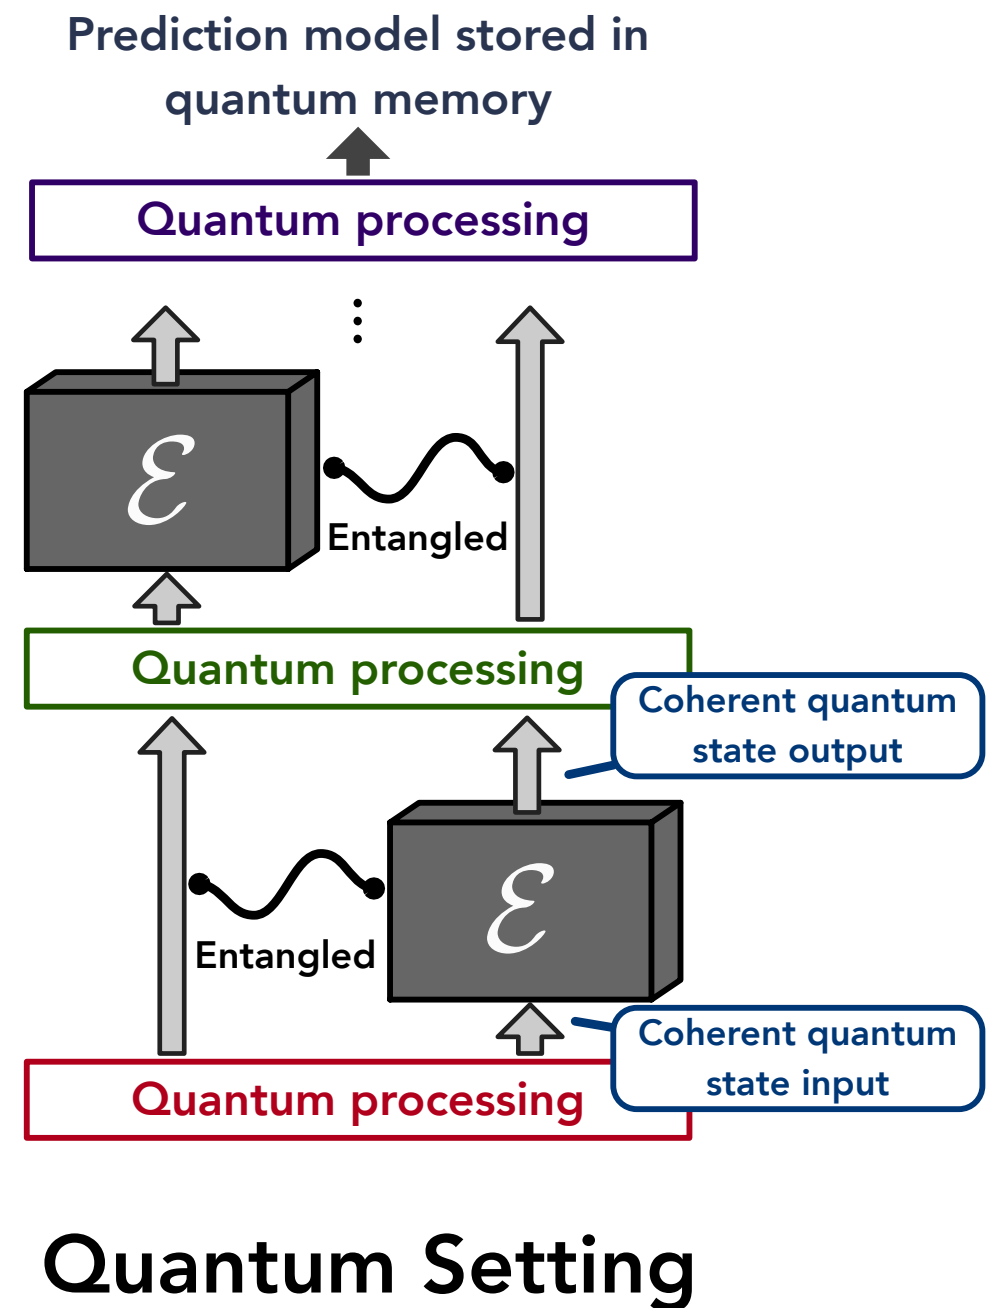 Prediction model stored in
quantum memory
Quantum processing
ℰ
Entangled
Quantum processing
Coherent quantum
state output
ℰ
Entangled
Coherent quantum
state input
Quantum processing
Quantum Setting